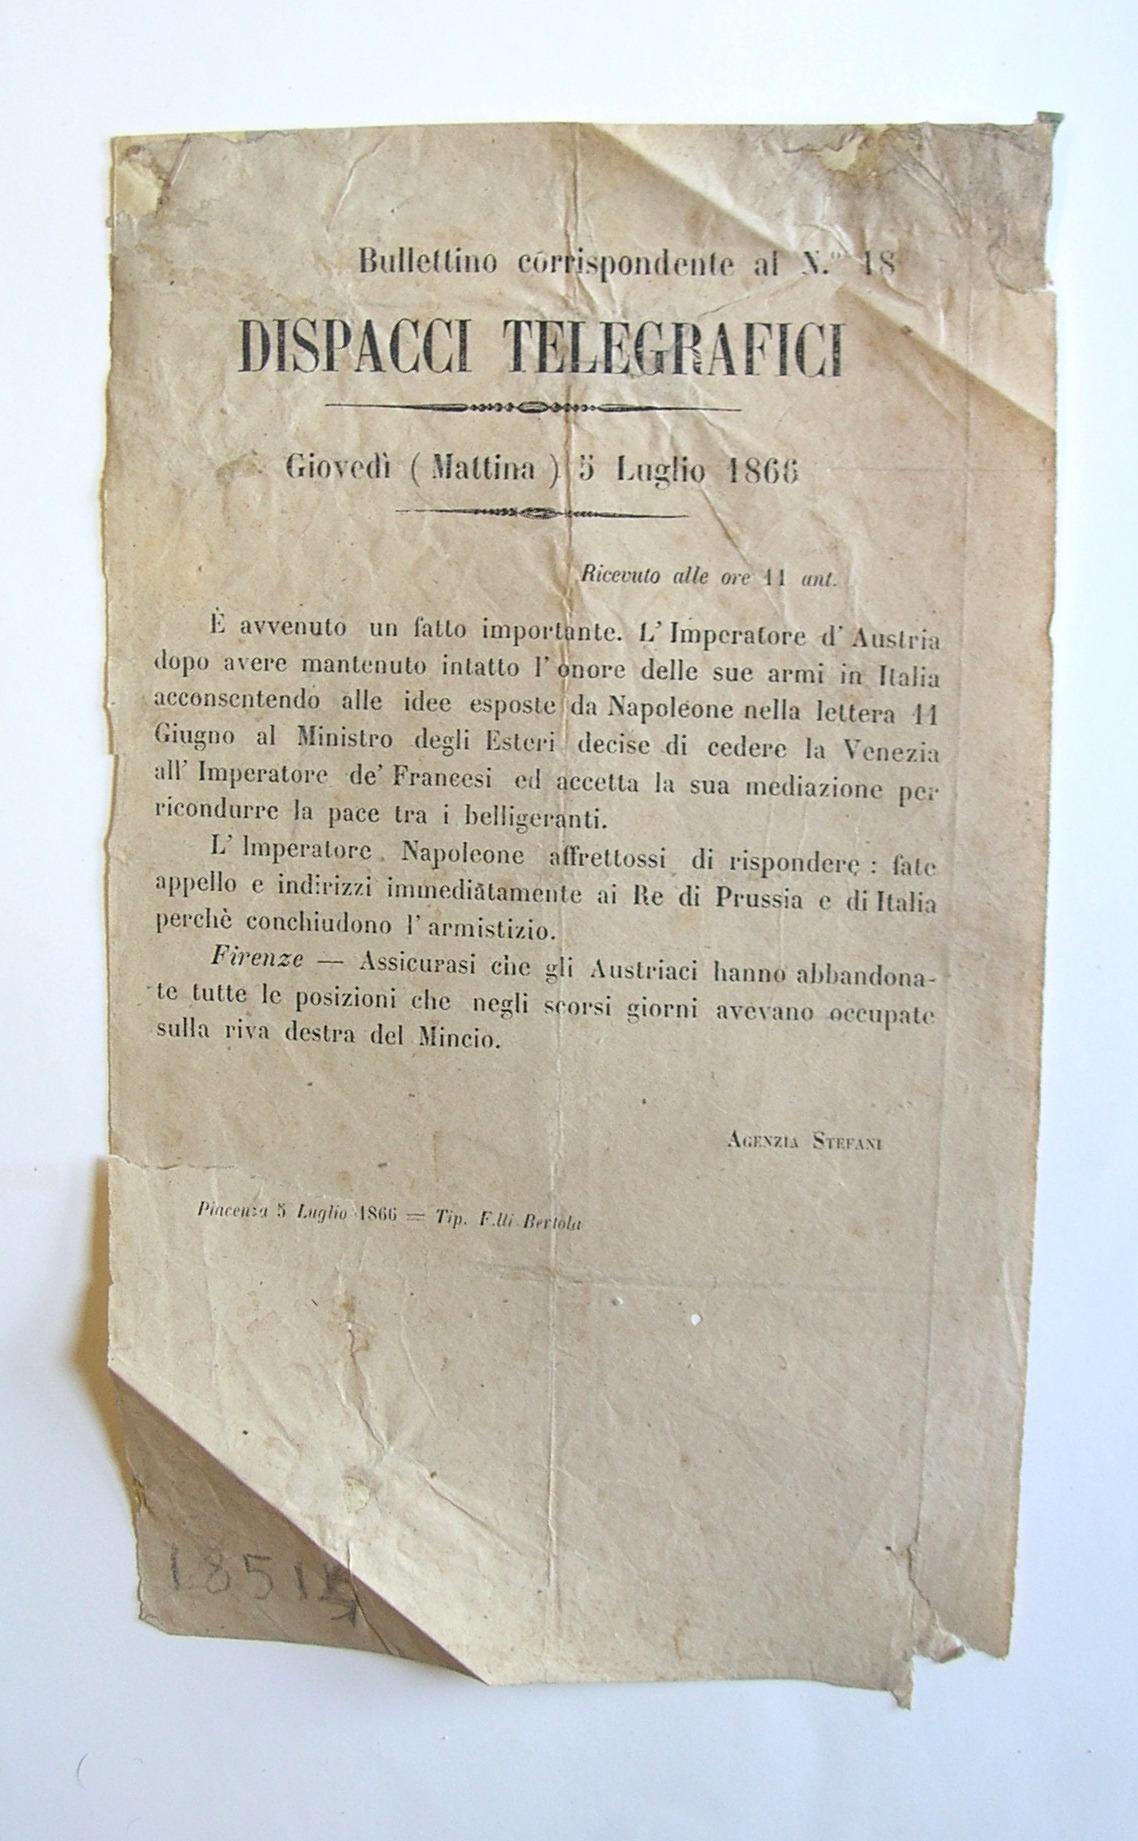 Bullettino corrispondente al N.º 18
DISPACCI TELEGRAFICI
Giovedì ( Mattina ) 5 Luglio 1866
Ricevuto alle ore 11 ant.
È avvenuto un fatto importante. L' Imperatore d' Austria
dopo avere mantenuto intatto l' onore delle sue armi in Italia
acconsentendo alle idee esposte da Napoleone nella lettera 11
Giugno al Ministro degli Esteri decise di cedere la Venezia
all' Imperatore de' Francesi ed accetta la sua mediazione per
ricondurre la pace tra i belligeranti.
L' Imperatore Napoleone affrettossi di rispondere : fate
appello e indirizzi immediatamente ai Re di Prussia e di Italia
perchè conchiudono l' armistizio.
Firenze — Assicurasi che gli Austriaci hanno abbandona-
te tutte le posizioni che negli scorsi giorni avevano occupate
sulla riva destra del Mincio.
AGENZIA STEFANI
Piacenza 5 Luglio 1866 = Tip. F.lli Bertola